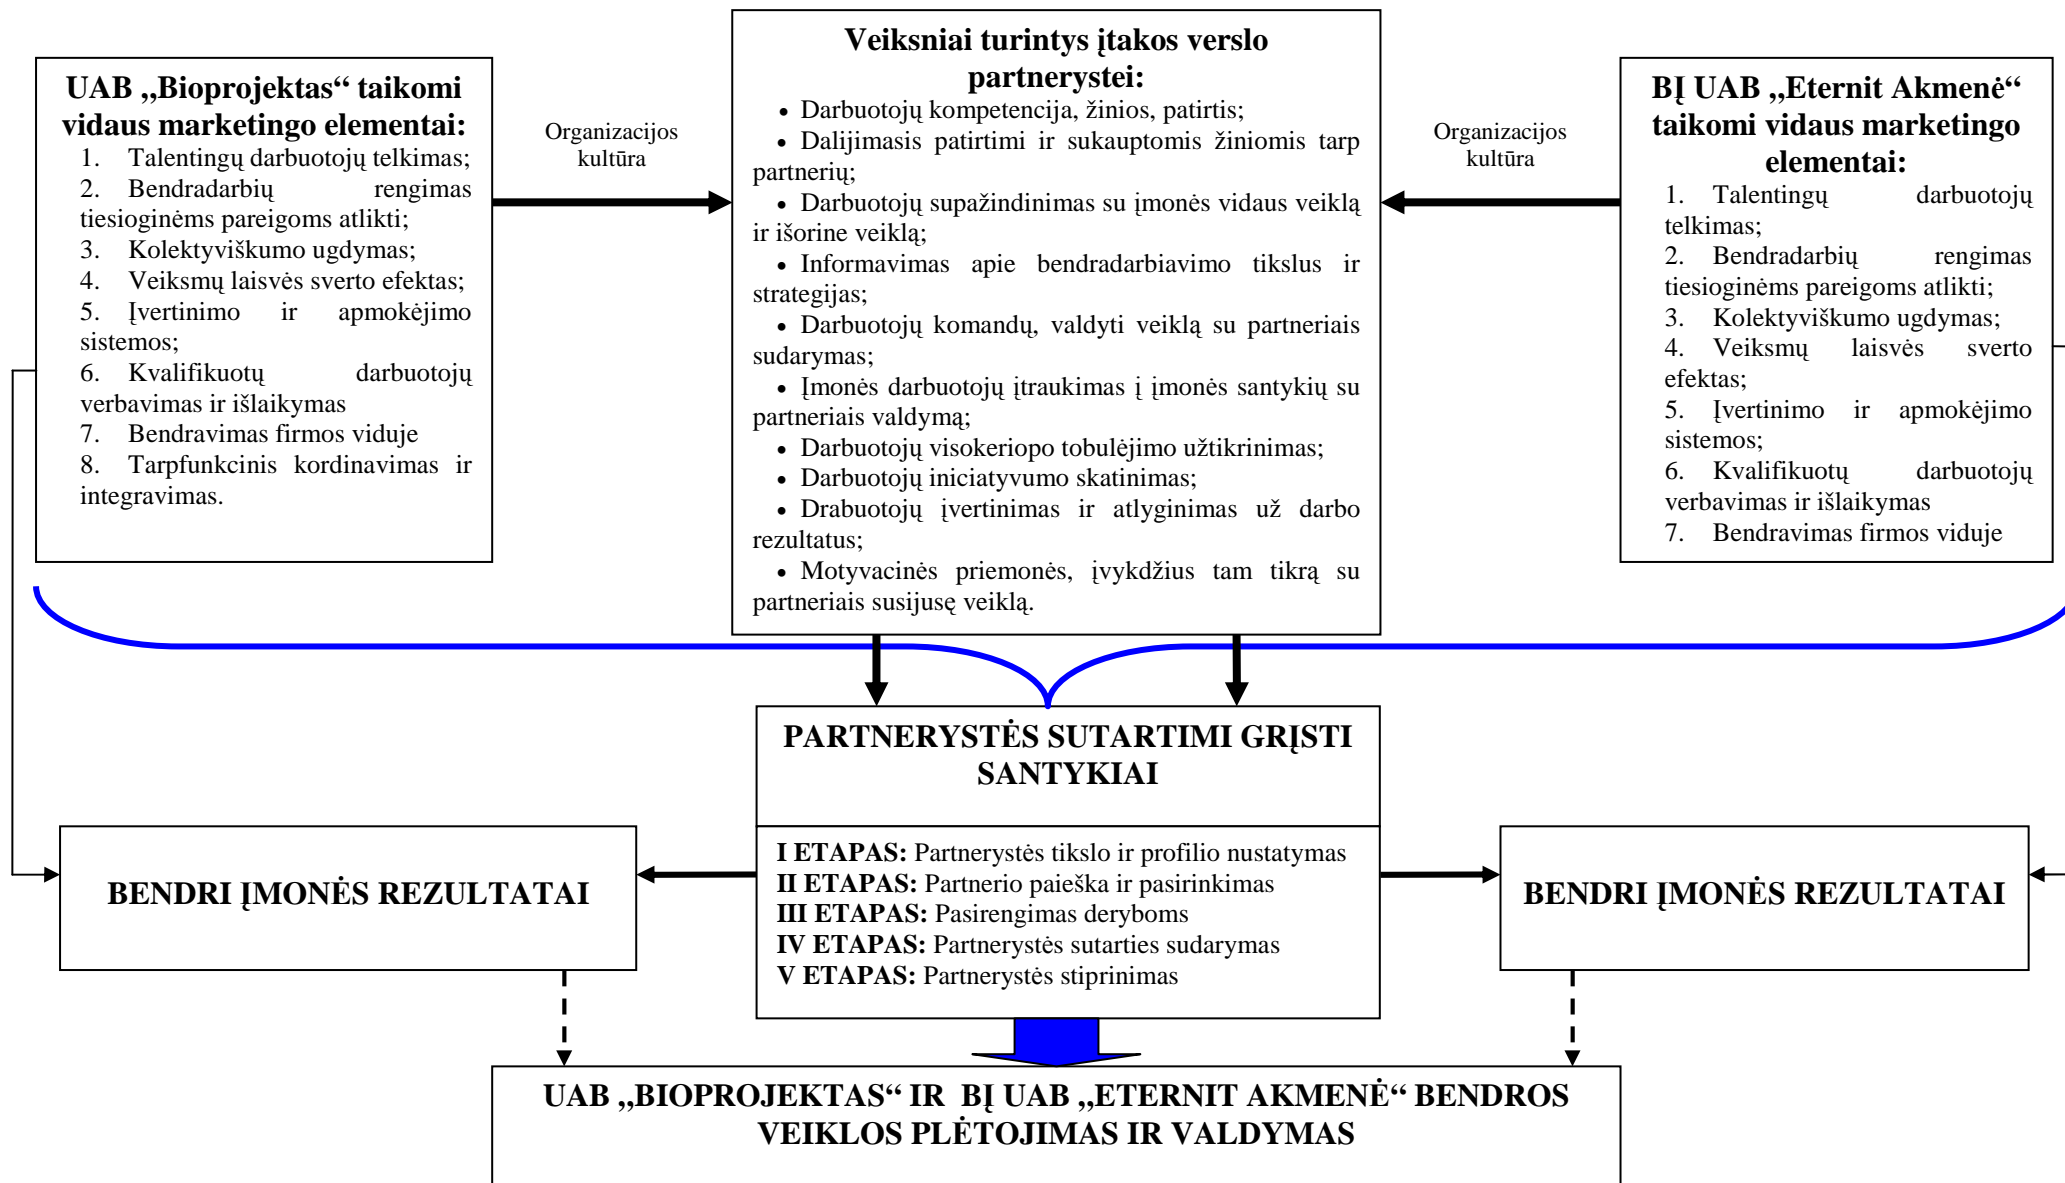 UAB „Bioprojektas“ taikomi
vidaus marketingo elementai:
1. Talentingų darbuotojų telkimas;
2. Bendradarbių rengimas
tiesioginėms pareigoms atlikti;
3. Kolektyviškumo ugdymas;
4. Veiksmų laisvės sverto efektas;
5. Įvertinimo ir apmokėjimo
sistemos;
6. Kvalifikuotų darbuotojų
verbavimas ir išlaikymas
7. Bendravimas firmos viduje
8. Tarpfunkcinis kordinavimas ir
integravimas.
Organizacijos
kultūra
Veiksniai turintys įtakos verslo
partnerystei:
• Darbuotojų kompetencija, žinios, patirtis;
• Dalijimasis patirtimi ir sukauptomis žiniomis tarp
partnerių;
• Darbuotojų supažindinimas su įmonės vidaus veiklą
ir išorine veiklą;
• Informavimas apie bendradarbiavimo tikslus ir
strategijas;
• Darbuotojų komandų, valdyti veiklą su partneriais
sudarymas;
• Įmonės darbuotojų įtraukimas į įmonės santykių su
partneriais valdymą;
• Darbuotojų visokeriopo tobulėjimo užtikrinimas;
• Darbuotojų iniciatyvumo skatinimas;
• Drabuotojų įvertinimas ir atlyginimas už darbo
rezultatus;
• Motyvacinės priemonės, įvykdžius tam tikrą su
partneriais susijusę veiklą.
Organizacijos
kultūra
BĮ UAB „Eternit Akmenė“
taikomi vidaus marketingo
elementai:
1. Talentingų darbuotojų
telkimas;
2. Bendradarbių rengimas
tiesioginėms pareigoms atlikti;
3. Kolektyviškumo ugdymas;
4. Veiksmų laisvės sverto
efektas;
5. Įvertinimo ir apmokėjimo
sistemos;
6. Kvalifikuotų darbuotojų
verbavimas ir išlaikymas
7. Bendravimas firmos viduje
PARTNERYSTĖS SUTARTIMI GRĮSTI
SANTYKIAI
BENDRI ĮMONĖS REZULTATAI
I ETAPAS: Partnerystės tikslo ir profilio nustatymas
II ETAPAS: Partnerio paieška ir pasirinkimas
III ETAPAS: Pasirengimas deryboms
IV ETAPAS: Partnerystės sutarties sudarymas
V ETAPAS: Partnerystės stiprinimas
BENDRI ĮMONĖS REZULTATAI
UAB „BIOPROJEKTAS“ IR BĮ UAB „ETERNIT AKMENĖ“ BENDROS
VEIKLOS PLĖTOJIMAS IR VALDYMAS